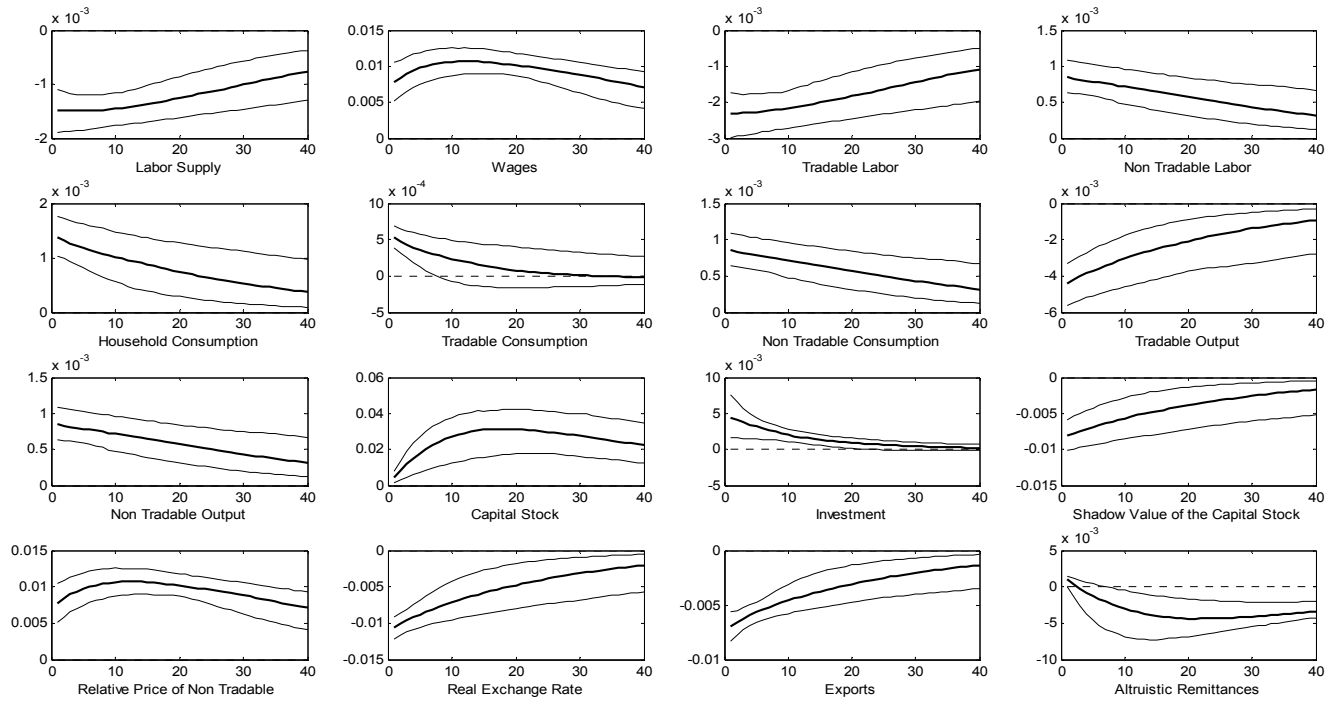 x 10^-3
0
-1
-2
0 10 20 30 40
Labor Supply
0.015
0.01
0.005
0
0 10 20 30 40
Wages
x 10^-3
0
-1
-2
-3
0 10 20 30 40
Tradable Labor
x 10^-3
1.5
1
0.5
0
0 10 20 30 40
Non Tradable Labor
x 10^-3
2
1
0
0 10 20 30 40
Household Consumption
x 10^-4
10
5
0
-5
0 10 20 30 40
Tradable Consumption
x 10^-3
1.5
1
0.5
0
0 10 20 30 40
Non Tradable Consumption
x 10^-3
0
-2
-4
-6
0 10 20 30 40
Tradable Output
x 10^-3
1.5
1
0.5
0
0 10 20 30 40
Non Tradable Output
0.06
0.04
0.02
0
0 10 20 30 40
Capital Stock
x 10^-3
10
5
0
-5
0 10 20 30 40
Investment
0
-0.005
-0.01
-0.015
0 10 20 30 40
Shadow Value of the Capital Stock
0.015
0.01
0.005
0
0 10 20 30 40
Relative Price of Non Tradable
0
-0.005
-0.01
-0.015
0 10 20 30 40
Real Exchange Rate
0
-0.005
-0.01
0 10 20 30 40
Exports
x 10^-3
5
0
-5
-10
0 10 20 30 40
Altruistic Remittances